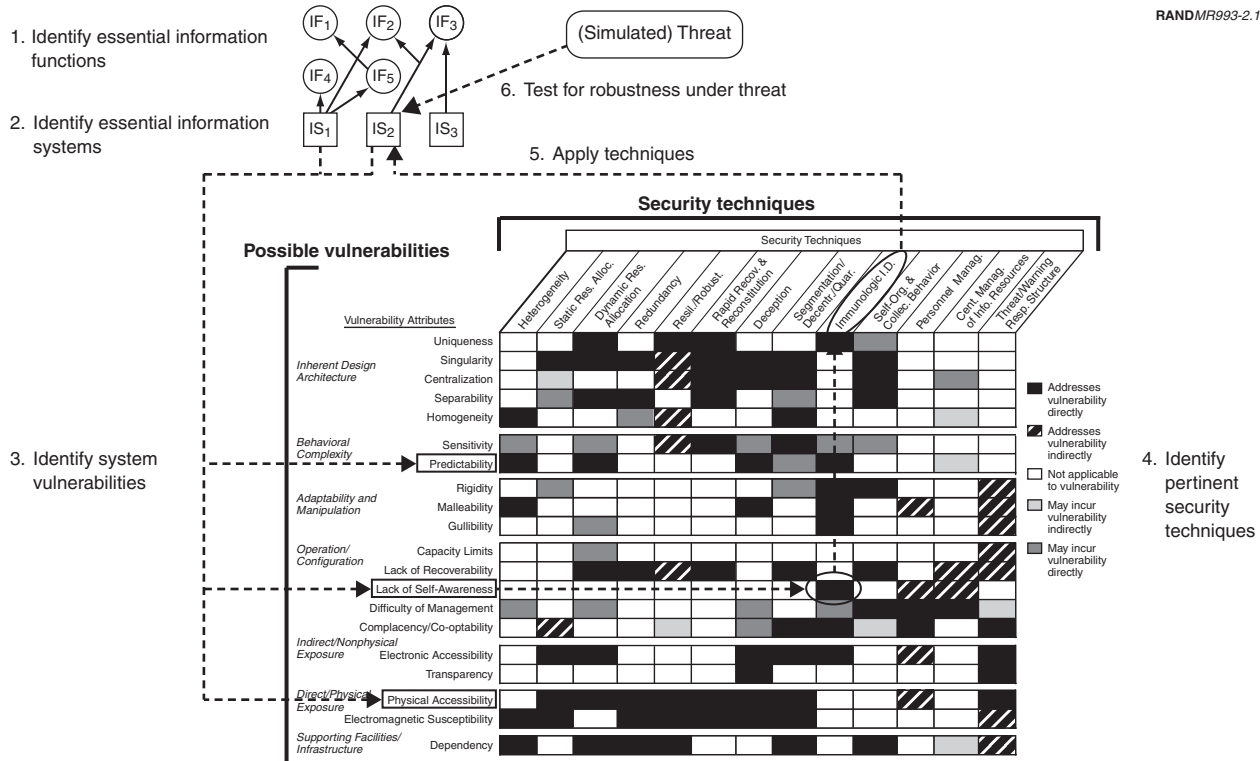 RANDMR993-2.1
IF1
IF2
IF3
(Simulated) Threat
1. Identify essential information
functions
IF4
IF5
6. Test for robustness under threat
2. Identify essential information
systems
IS1
IS2
IS3
5. Apply techniques
Security techniques
Possible vulnerabilities
Security Techniques
Heterogeneity
Static Res. Alloc.
Dynamic Res.
Allocation
Redundancy
Resil./Robust.
Rapid Recov. &
Reconstitution
Deception
Segmentation/
Decentr./Quar.
Immunologic I.D.
Self-Org. &
Collec. Behavior
Personnel Manag.
Cent. Manag.
of Info. Resources
Threat/Warning
Resp. Structure
Vulnerability Attributes
Inherent Design
Architecture
Uniqueness
Singularity
Centralization
Separability
Homogeneity
Behavioral
Complexity
Sensitivity
Predictability
Adaptability and
Manipulation
Rigidity
Malleability
Gullibility
Operation/
Configuration
Capacity Limits
Lack of Recoverability
Lack of Self-Awareness
Difficulty of Management
Complacency/Co-optability
Indirect/Nonphysical
Exposure
Electronic Accessibility
Transparency
Direct/Physical
Exposure
Physical Accessibility
Electromagnetic Susceptibility
Supporting Facilities/
Infrastructure
Dependency
3. Identify system
vulnerabilities
Addresses
vulnerability
directly
Addresses
vulnerability
indirectly
Not applicable
to vulnerability
May incur
vulnerability
indirectly
May incur
vulnerability
directly
4. Identify
pertinent
security
techniques